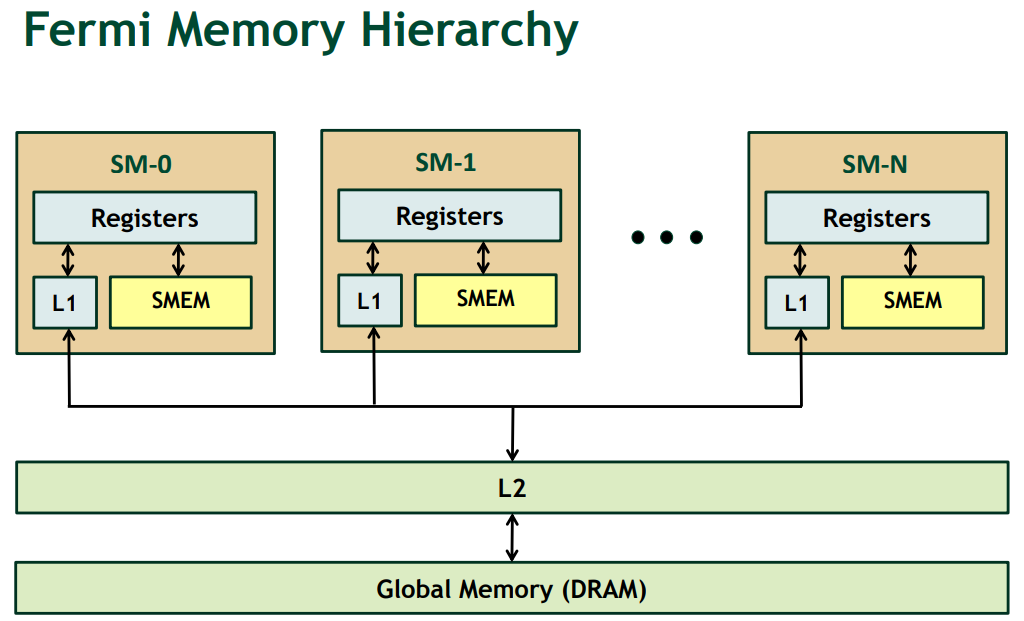 Fermi Memory Hierarchy
SM-0
Registers
L1
SMEM
SM-1
Registers
L1
SMEM
SM-N
Registers
L1
SMEM
L2
Global Memory (DRAM)